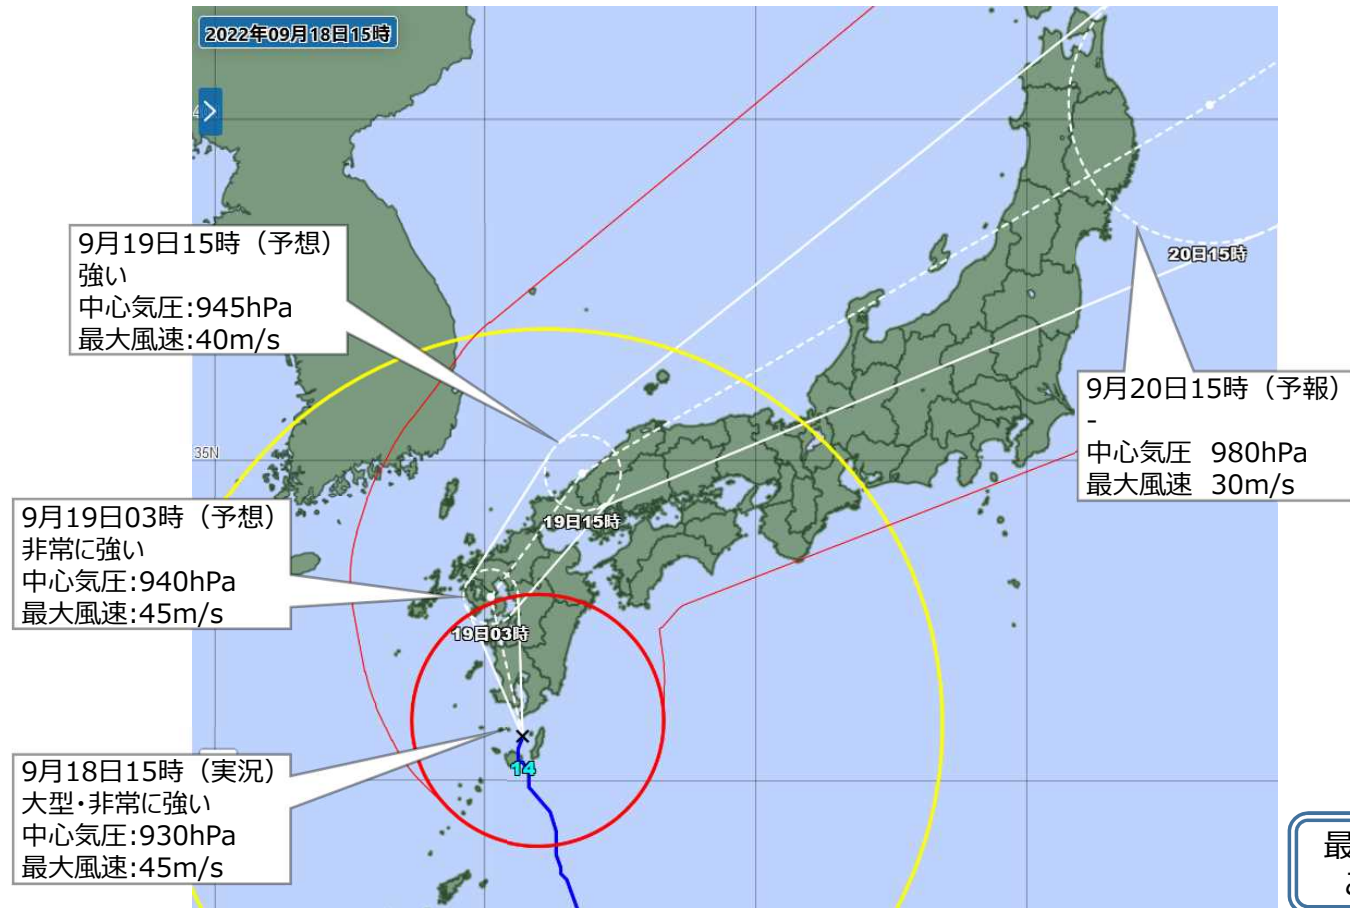 2022年09月18日15時
9月19日15時（予想）
強い
中心気圧:945hPa
最大風速:40m/s
20日15時
9月20日15時（予報）
-
中心気圧 980hPa
最大風速 30m/s
35N
19日15時
9月19日03時（予想）
非常に強い
中心気圧:940hPa
最大風速:45m/s
19日03時
9月18日15時（実況）
大型・非常に強い
中心気圧:930hPa
最大風速:45m/s
14
最